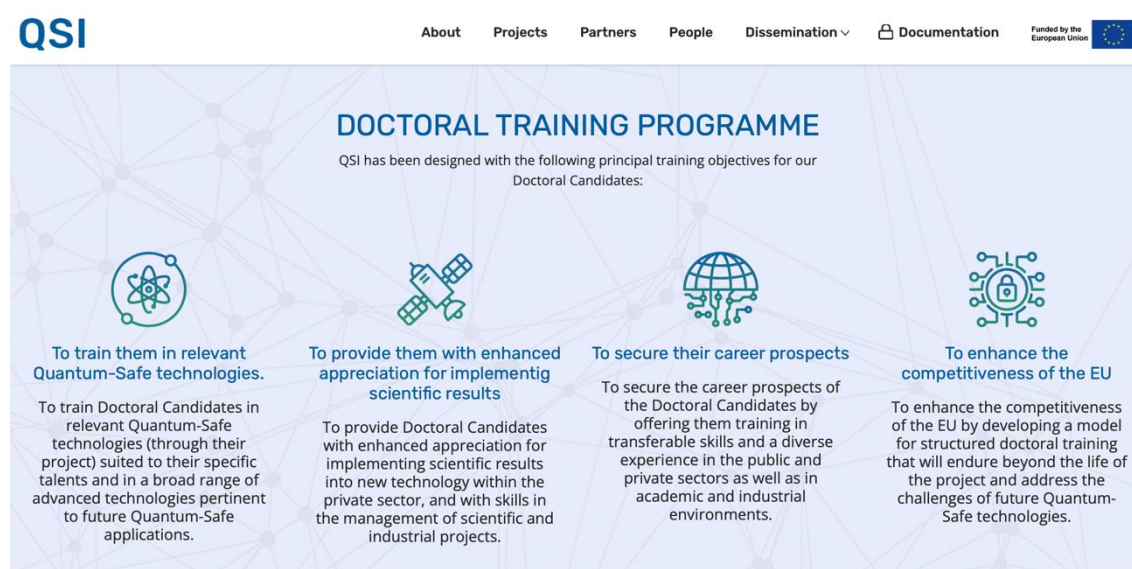 QSI
About Projects Partners People Dissemination Documentation
Funded by the
European Union
DOCTORAL TRAINING PROGRAMME
QSI has been designed with the following principal training objectives for our
Doctoral Candidates:
To train them in relevant
Quantum-Safe technologies.
To train Doctoral Candidates in
relevant Quantum-Safe
technologies (through their
project) suited to their specific
talents and in a broad range of
advanced technologies pertinent
to future Quantum-Safe
applications.
To provide them with enhanced
appreciation for implementig
scientific results
To provide Doctoral Candidates
with enhanced appreciation for
implementing scientific results
into new technology within the
private sector, and with skills in
the management of scientific and
industrial projects.
To secure their career prospects
To secure the career prospects of
the Doctoral Candidates by
offering them training in
transferable skills and a diverse
experience in the public and
private sectors as well as in
academic and industrial
environments.
To enhance the
competitiveness of the EU
To enhance the competitiveness
of the EU by developing a model
for structured doctoral training
that will endure beyond the life of
the project and address the
challenges of future Quantum-
Safe technologies.